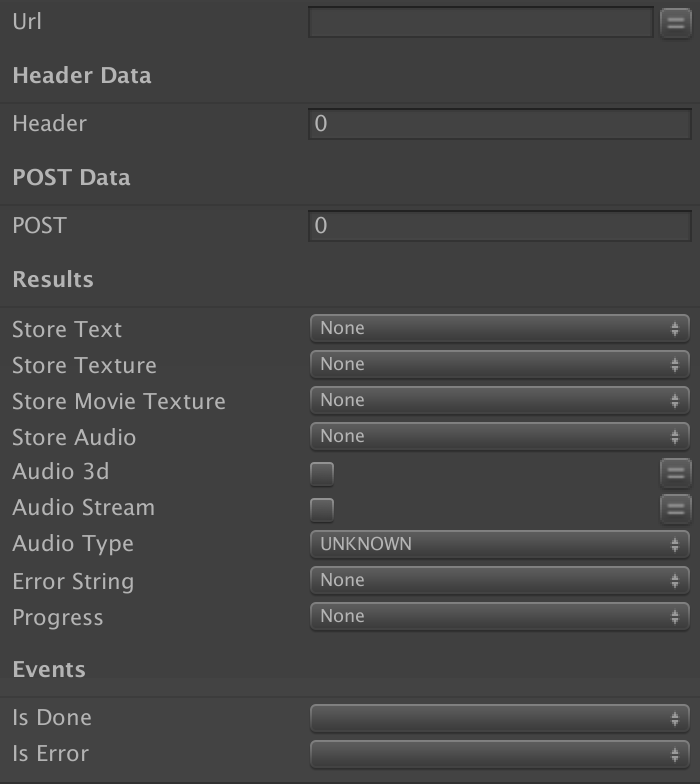 Url
Header Data
Header 0
POST Data
POST 0
Results
Store Text None
Store Texture None
Store Movie Texture None
Store Audio None
Audio 3d
Audio Stream
Audio Type UNKNOWN
Error String None
Progress None
Events
Is Done
Is Error